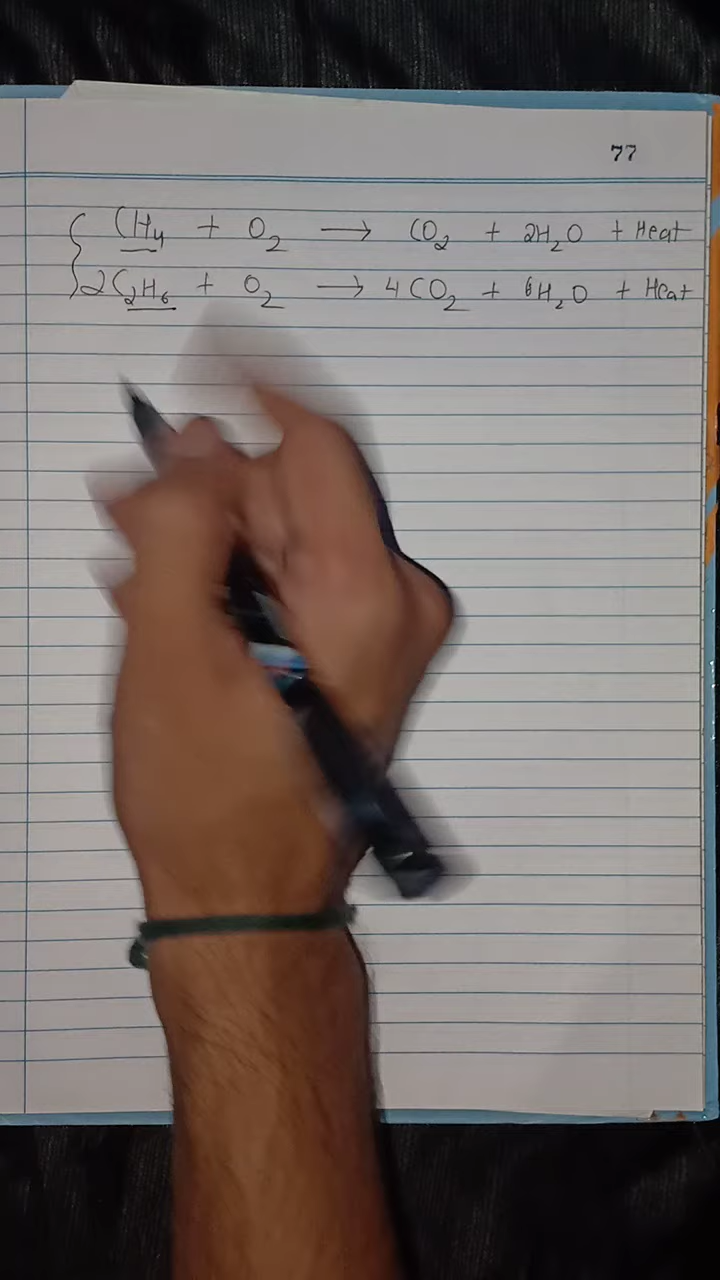 77
CH₄ + O₂ → CO₂ + 2H₂O + Heat
2C₂H₆ + O₂ → 4CO₂ + 6H₂O + Heat